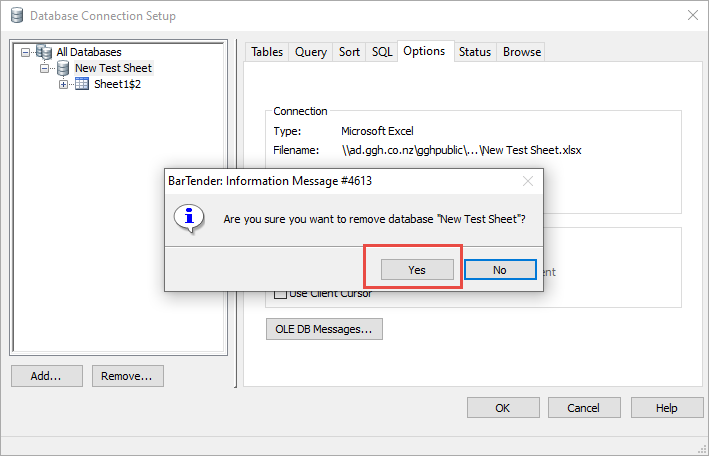 Database Connection Setup
All Databases
New Test Sheet
Sheet1$2
Tables Query Sort SQL Options Status Browse
Connection
Type: Microsoft Excel
Filename: \\ad.ggh.co.nz\gghpublic\...\New Test Sheet.xlsx
BarTender: Information Message #4613
Are you sure you want to remove database "New Test Sheet"?
Yes No
Use Client Cursor
OLE DB Messages...
Add... Remove...
OK Cancel Help